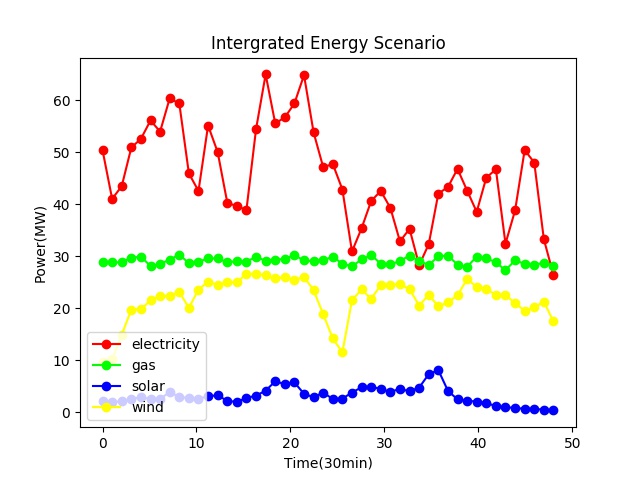 Intergrated Energy Scenario
Power(MW)
60
50
40
30
20
10
0
electricity
gas
solar
wind
0 10 20 30 40 50
Time(30min)